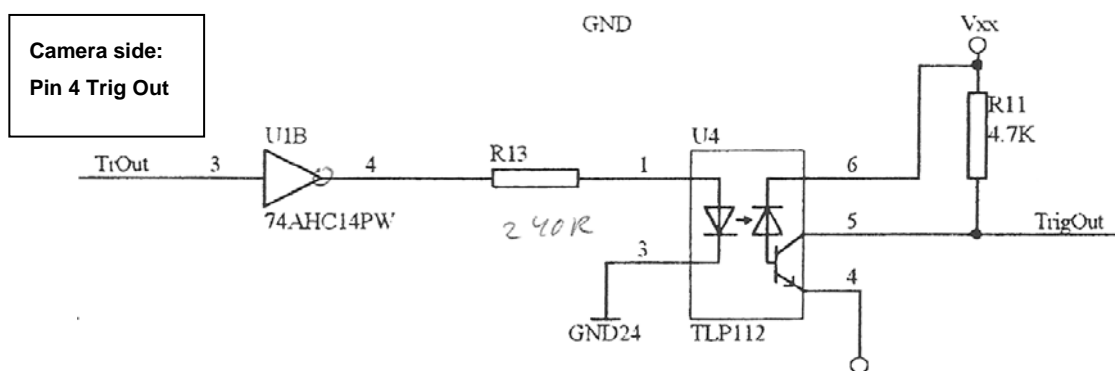 GND
Vxx
Camera side:
Pin 4 Trig Out
R11
4.7K
U1B
U4
TrOut
3
4
R13
1
6
74AHC14PW
240R
5
TrigOut
3
4
GND24
TLP112